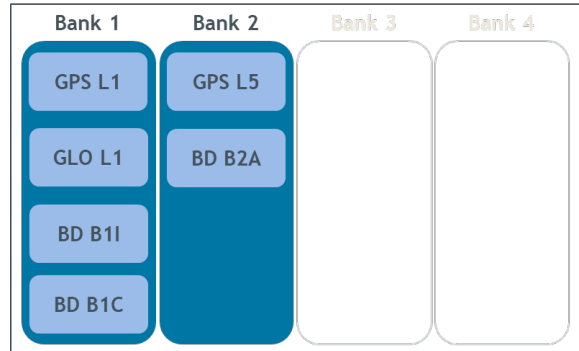 Bank 1 Bank 2 Bank 3 Bank 4
GPS L1 GPS L5
GLO L1 BD B2A
BD B1I
BD B1C